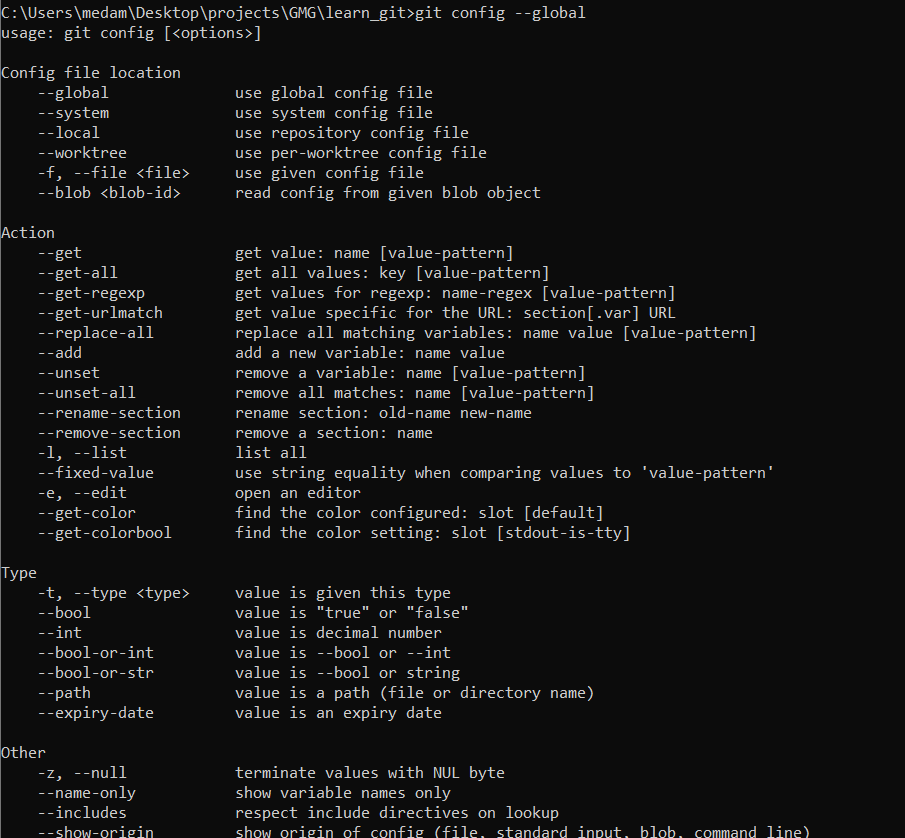 C:\Users\medam\Desktop\projects\GMG\learn_git>git config --global
usage: git config [<options>]

Config file location
    --global              use global config file
    --system              use system config file
    --local               use repository config file
    --worktree            use per-worktree config file
    -f, --file <file>     use given config file
    --blob <blob-id>      read config from given blob object

Action
    --get                 get value: name [value-pattern]
    --get-all             get all values: key [value-pattern]
    --get-regexp          get values for regexp: name-regex [value-pattern]
    --get-urlmatch        get value specific for the URL: section[.var] URL
    --replace-all         replace all matching variables: name value [value-pattern]
    --add                 add a new variable: name value
    --unset               remove a variable: name [value-pattern]
    --unset-all           remove all matches: name [value-pattern]
    --rename-section      rename section: old-name new-name
    --remove-section      remove a section: name
    -l, --list            list all
    --fixed-value         use string equality when comparing values to 'value-pattern'
    -e, --edit            open an editor
    --get-color           find the color configured: slot [default]
    --get-colorbool       find the color setting: slot [stdout-is-tty]

Type
    -t, --type <type>     value is given this type
    --bool                value is "true" or "false"
    --int                 value is decimal number
    --bool-or-int         value is --bool or --int
    --bool-or-str         value is --bool or string
    --path                value is a path (file or directory name)
    --expiry-date         value is an expiry date

Other
    -z, --null            terminate values with NUL byte
    --name-only           show variable names only
    --includes            respect include directives on lookup
    --show-origin         show origin of config (file, standard input, blob, command line)